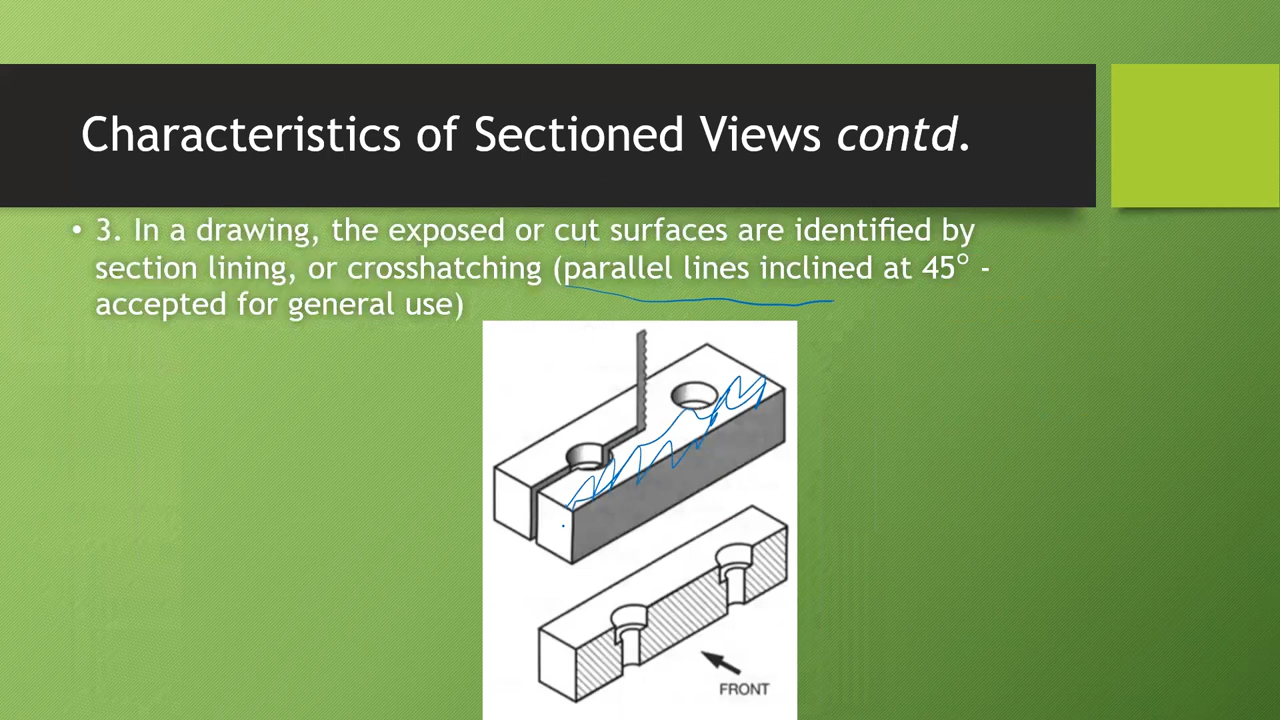 Characteristics of Sectioned Views contd.
• 3. In a drawing, the exposed or cut surfaces are identified by
section lining, or crosshatching (parallel lines inclined at 45° -
accepted for general use)
FRONT